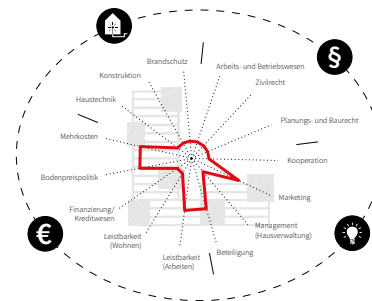 §
Brandschutz
Arbeits- und Betriebswesen
Konstruktion
Zivilrecht
Haustechnik
Planungs- und Baurecht
Mehrkosten
Kooperation
Bodenpreispolitik
Marketing
Finanzierung/
Kreditwesen
Management
(Hausverwaltung)
Leistbarkeit
(Wohnen)
Beteiligung
Leistbarkeit
(Arbeiten)
€